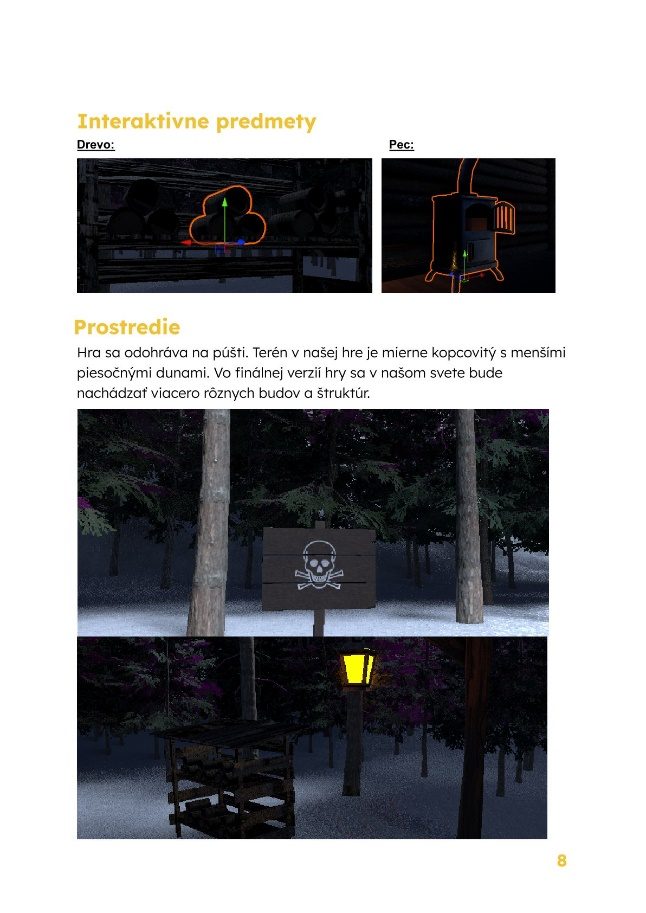 Interaktivne predmety
Drevo:
Pec:
Prostredie
Hra sa odohráva na púšti. Terén v našej hre je mierne kopcovitý s menšími
piesočnými dunami. Vo finálnej verzií hry sa v našom svete bude
nachádzať viacero rôznych budov a štruktúr.
8